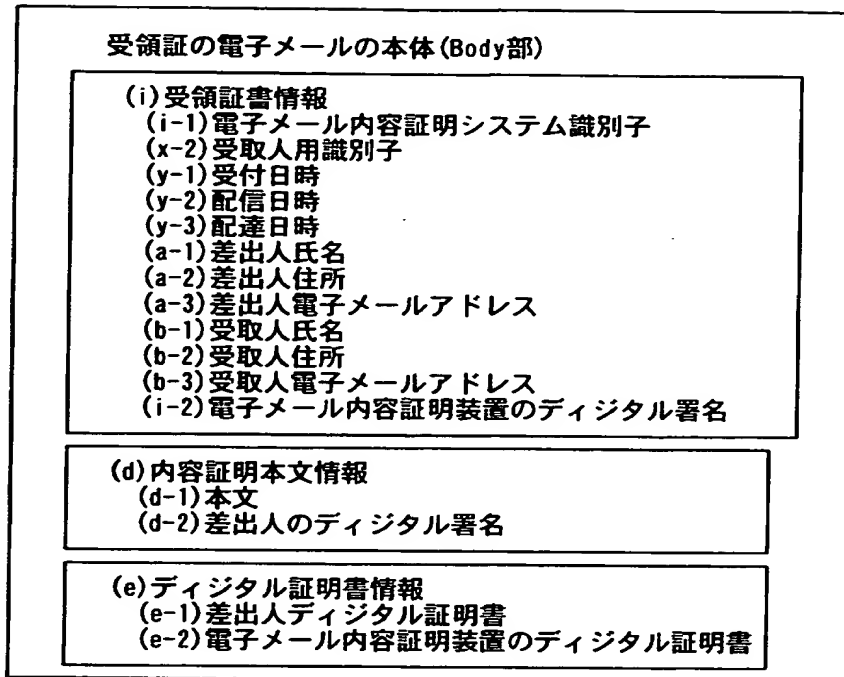 受領証の電子メールの本体(Body部)
(i)受領証書情報
(i-1)電子メール内容証明システム識別子
(x-2)受取人用識別子
(y-1)受付日時
(y-2)配信日時
(y-3)配達日時
(a-1)差出人氏名
(a-2)差出人住所
(a-3)差出人電子メールアドレス
(b-1)受取人氏名
(b-2)受取人住所
(b-3)受取人電子メールアドレス
(i-2)電子メール内容証明装置のディジタル署名
(d)内容証明本文情報
(d-1)本文
(d-2)差出人のディジタル署名
(e)ディジタル証明書情報
(e-1)差出人ディジタル証明書
(e-2)電子メール内容証明装置のディジタル証明書